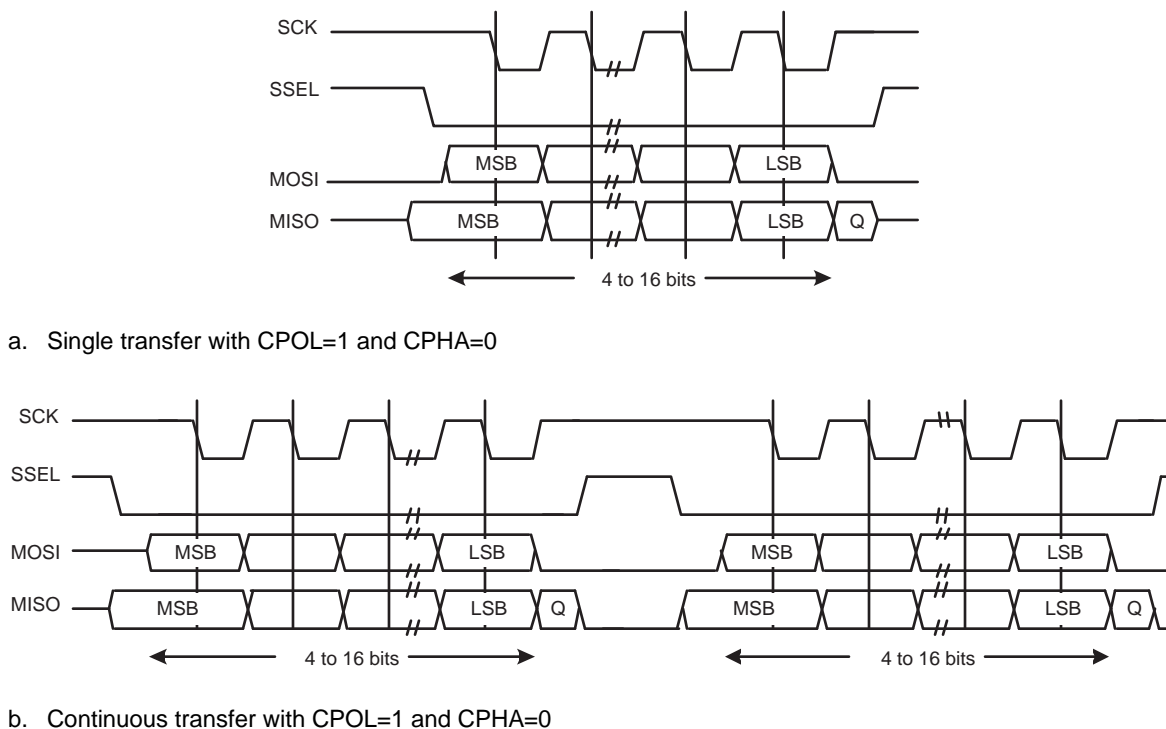 SCK
SSEL
MOSI
MSB
LSB
MISO
MSB
LSB
Q
4 to 16 bits
a. Single transfer with CPOL=1 and CPHA=0
SCK
SSEL
MOSI
MSB
LSB
MSB
LSB
MISO
MSB
LSB
Q
MSB
LSB
Q
4 to 16 bits
4 to 16 bits
b. Continuous transfer with CPOL=1 and CPHA=0